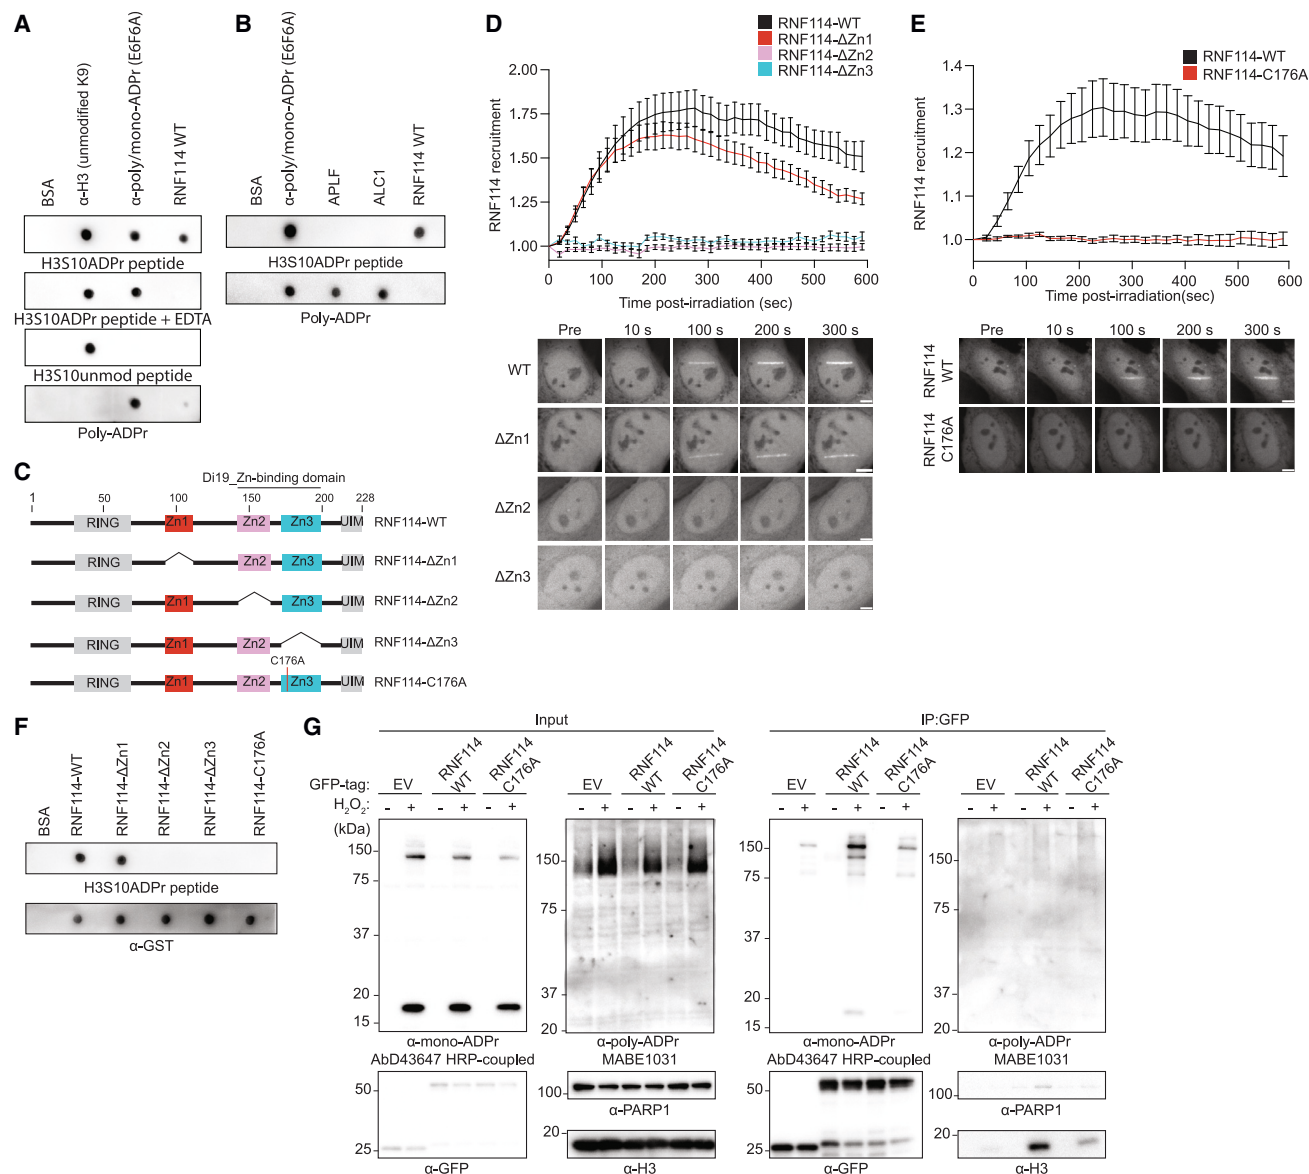 A
BSA
α-H3 (unmodified K9)
α-poly/mono-ADPr (E6F6A)
RNF114 WT
H3S10ADPr peptide
H3S10ADPr peptide + EDTA
H3S10unmod peptide
Poly-ADPr
B
BSA
α-poly/mono-ADPr (E6F6A)
APLF
ALC1
RNF114 WT
H3S10ADPr peptide
Poly-ADPr
C
Di19_Zn-binding domain
1 50 100 150 200 228
RING Zn1 Zn2 Zn3 UIM RNF114-WT
RING Zn2 Zn3 UIM RNF114-ΔZn1
RING Zn1 Zn3 UIM RNF114-ΔZn2
RING Zn1 Zn2 UIM RNF114-ΔZn3
C176A
RING Zn1 Zn2 Zn3 UIM RNF114-C176A
D
RNF114-WT
RNF114-ΔZn1
RNF114-ΔZn2
RNF114-ΔZn3
RNF114 recruitment
2.00
1.75
1.50
1.25
1.00
0 100 200 300 400 500 600
Time post-irradiation (sec)
Pre 10 s 100 s 200 s 300 s
WT
ΔZn1
ΔZn2
ΔZn3
E
RNF114-WT
RNF114-C176A
RNF114 recruitment
1.4
1.3
1.2
1.1
1.0
0 100 200 300 400 500 600
Time post-irradiation(sec)
Pre 10 s 100 s 200 s 300 s
RNF114 WT
RNF114 C176A
F
BSA
RNF114-WT
RNF114-ΔZn1
RNF114-ΔZn2
RNF114-ΔZn3
RNF114-C176A
H3S10ADPr peptide
α-GST
G
Input IP:GFP
GFP-tag: EV RNF114 WT RNF114 C176A EV RNF114 WT RNF114 C176A EV RNF114 WT RNF114 C176A EV RNF114 WT RNF114 C176A
H₂O₂: - + - + - + - + - + - + - + - + - + - + - + - +
(kDa)
150
75
37
20
15
α-mono-ADPr
AbD43647 HRP-coupled
150
75
37
20
α-poly-ADPr
MABE1031
150
75
37
20
15
α-mono-ADPr
AbD43647 HRP-coupled
150
75
37
20
α-poly-ADPr
MABE1031
50
25
α-GFP
100
α-PARP1
20
α-H3
50
25
α-GFP
100
α-PARP1
20
α-H3